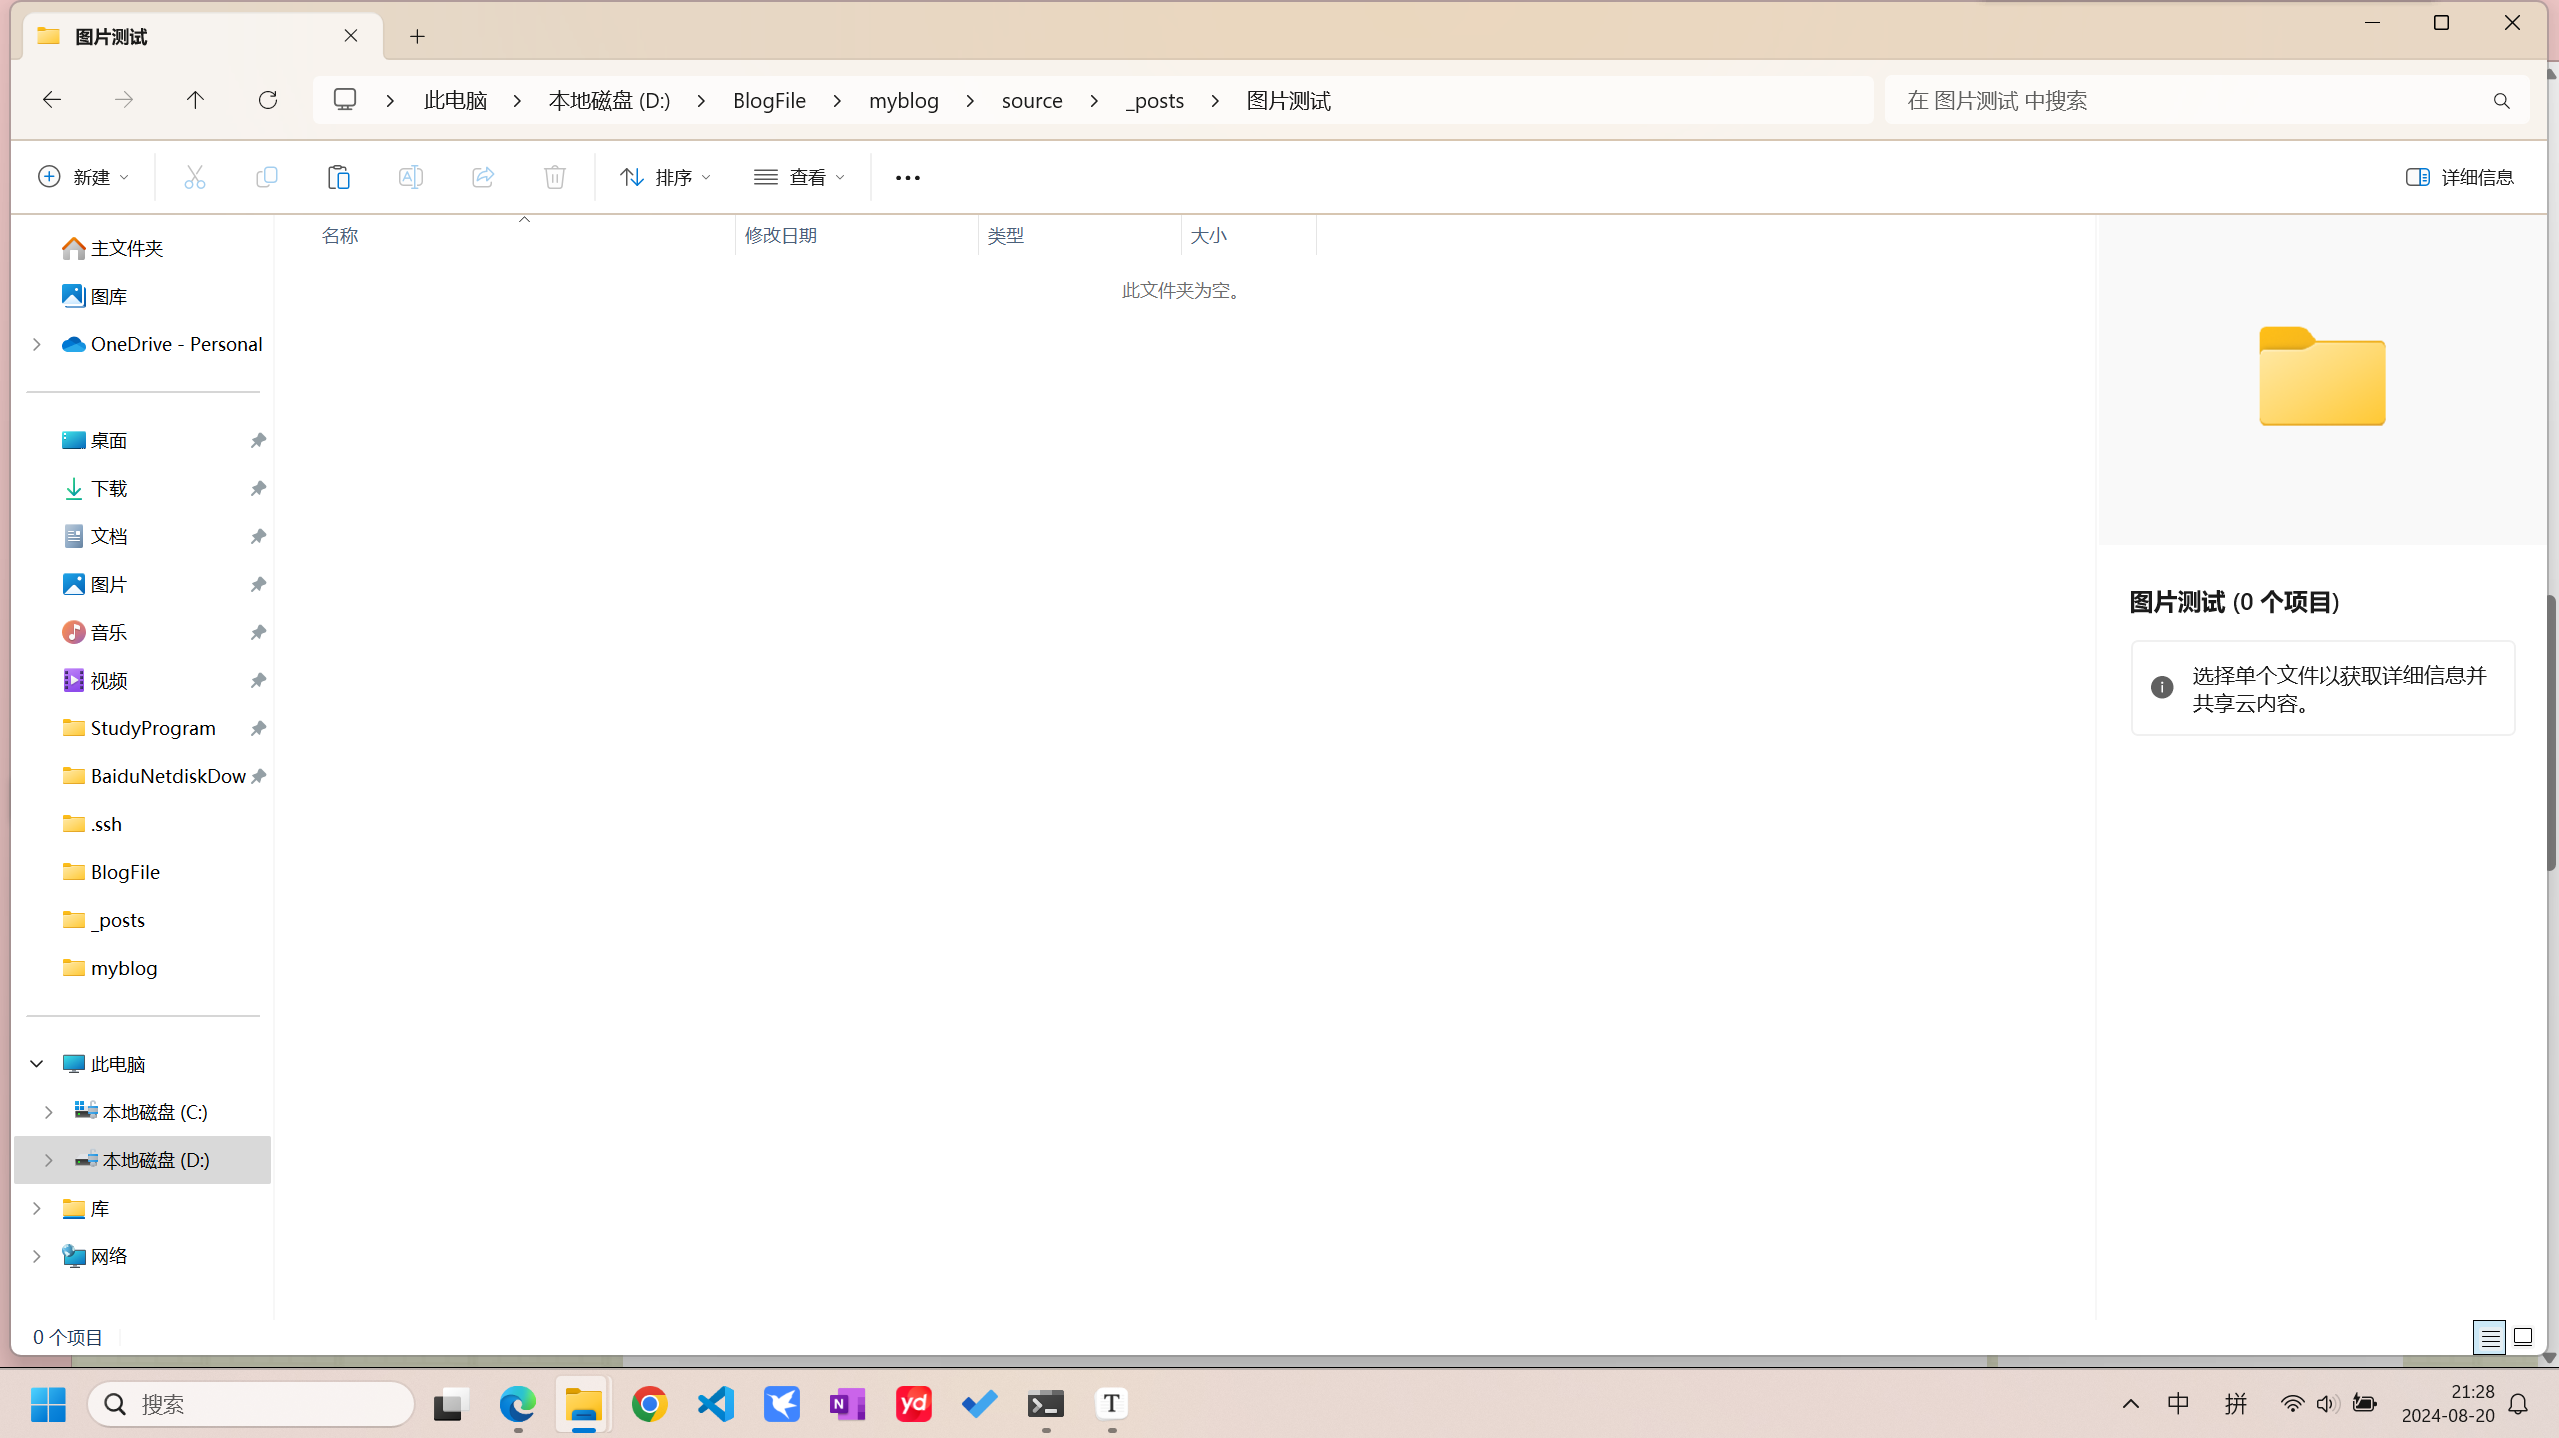 图片测试
此电脑 本地磁盘 (D:) BlogFile myblog source _posts 图片测试
在 图片测试 中搜索
新建 排序 查看 详细信息
名称 修改日期 类型 大小
此文件夹为空。
主文件夹
图库
OneDrive - Personal
桌面
下载
文档
图片
音乐
视频
StudyProgram
BaiduNetdiskDow
.ssh
BlogFile
_posts
myblog
此电脑
本地磁盘 (C:)
本地磁盘 (D:)
库
网络
图片测试 (0 个项目)
选择单个文件以获取详细信息并
共享云内容。
0 个项目
搜索
N
yd
T
中 拼
21:28
2024-08-20